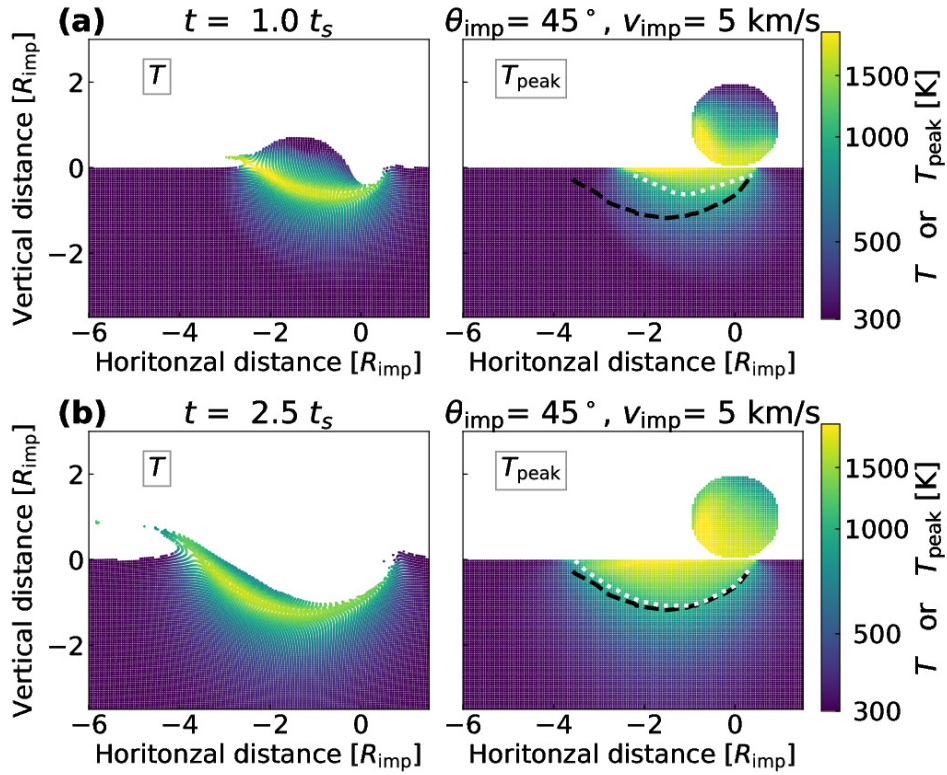 (a)
t = 1.0 t_s
θ_imp= 45°, v_imp= 5 km/s
Vertical distance [R_imp]
2
0
−2
T
−6 −4 −2 0
Horitonzal distance [R_imp]
T_peak
−6 −4 −2 0
Horitonzal distance [R_imp]
1500
1000
500
300
T or T_peak [K]
(b)
t = 2.5 t_s
θ_imp= 45°, v_imp= 5 km/s
Vertical distance [R_imp]
2
0
−2
T
−6 −4 −2 0
Horitonzal distance [R_imp]
T_peak
−6 −4 −2 0
Horitonzal distance [R_imp]
1500
1000
500
300
T or T_peak [K]